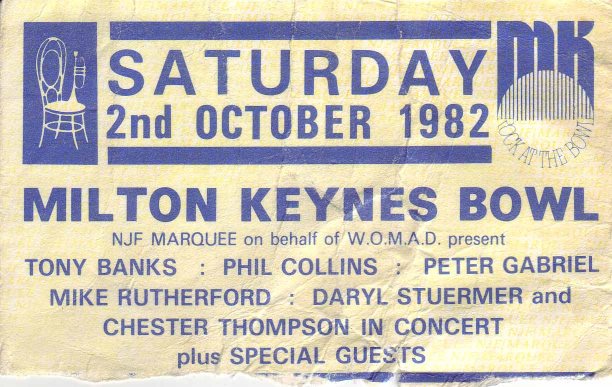 SATURDAY
2nd OCTOBER 1982
MK
ROCK AT THE BOWL
MILTON KEYNES BOWL
NJF MARQUEE on behalf of W.O.M.A.D. present
TONY BANKS : PHIL COLLINS : PETER GABRIEL
MIKE RUTHERFORD : DARYL STUERMER and
CHESTER THOMPSON IN CONCERT
plus SPECIAL GUESTS